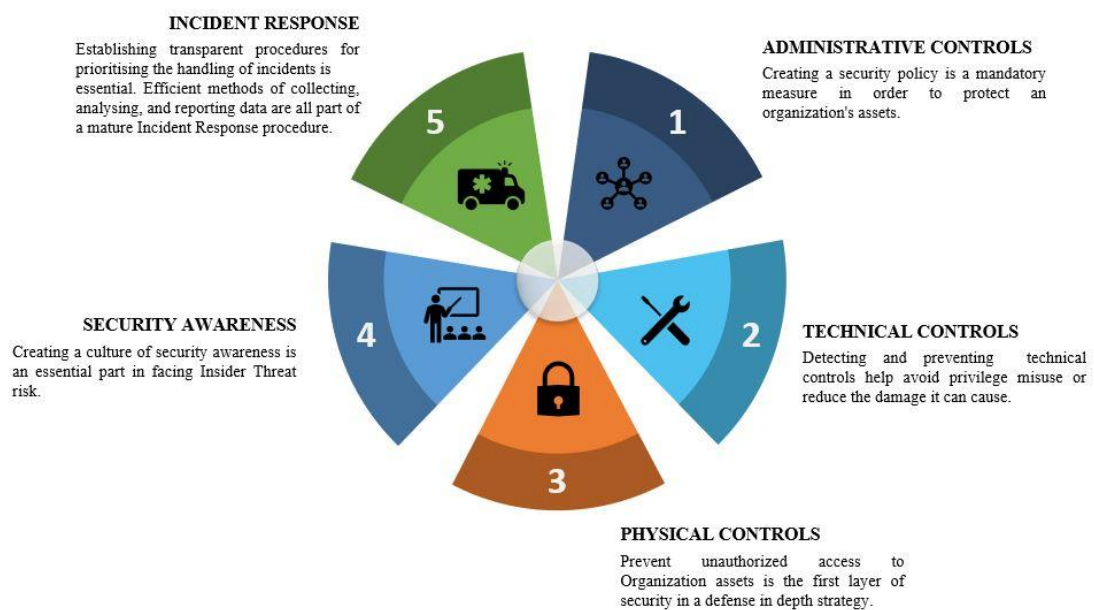 INCIDENT RESPONSE
Establishing transparent procedures for
prioritising the handling of incidents is
essential. Efficient methods of collecting,
analysing, and reporting data are all part of
a mature Incident Response procedure.
5
1
ADMINISTRATIVE CONTROLS
Creating a security policy is a mandatory
measure in order to protect an
organization's assets.
SECURITY AWARENESS
Creating a culture of security awareness is
an essential part in facing Insider Threat
risk.
4
2
TECHNICAL CONTROLS
Detecting and preventing technical
controls help avoid privilege misuse or
reduce the damage it can cause.
3
PHYSICAL CONTROLS
Prevent unauthorized access to
Organization assets is the first layer of
security in a defense in depth strategy.